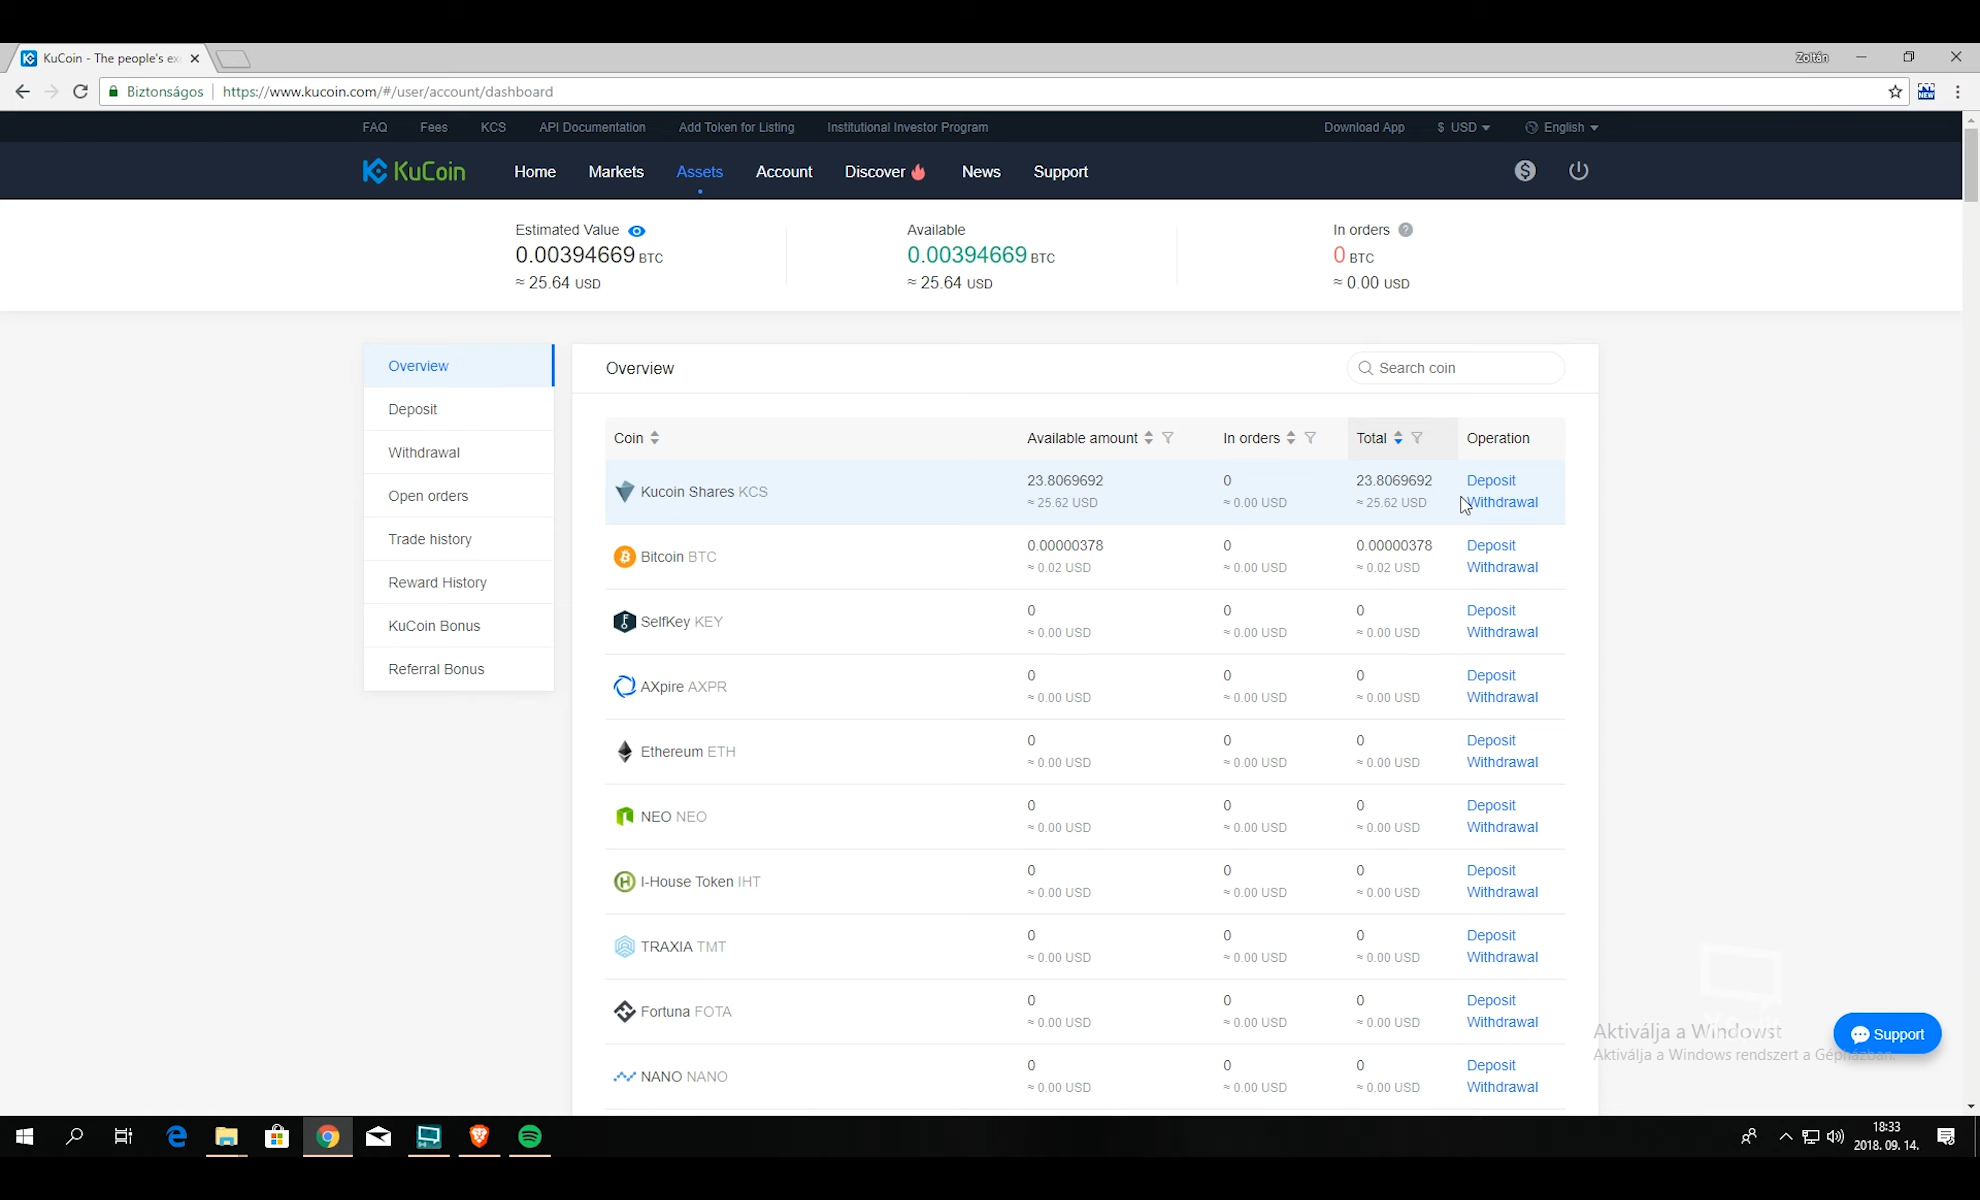 KuCoin - The people's ex
Zoltán
Biztonságos https://www.kucoin.com/#/user/account/dashboard
NEW
FAQ Fees KCS API Documentation Add Token for Listing Institutional Investor Program Download App $ USD English
KuCoin Home Markets Assets Account Discover News Support
Estimated Value Available In orders
0.00394669 BTC 0.00394669 BTC 0 BTC
≈ 25.64 USD ≈ 25.64 USD ≈ 0.00 USD
Overview
Deposit
Withdrawal
Open orders
Trade history
Reward History
KuCoin Bonus
Referral Bonus
Overview Search coin
Coin Available amount In orders Total Operation
Kucoin Shares KCS 23.8069692 0 23.8069692 Deposit
≈ 25.62 USD ≈ 0.00 USD ≈ 25.62 USD Withdrawal
Bitcoin BTC 0.00000378 0 0.00000378 Deposit
≈ 0.02 USD ≈ 0.00 USD ≈ 0.02 USD Withdrawal
SelfKey KEY 0 0 0 Deposit
≈ 0.00 USD ≈ 0.00 USD ≈ 0.00 USD Withdrawal
AXpire AXPR 0 0 0 Deposit
≈ 0.00 USD ≈ 0.00 USD ≈ 0.00 USD Withdrawal
Ethereum ETH 0 0 0 Deposit
≈ 0.00 USD ≈ 0.00 USD ≈ 0.00 USD Withdrawal
NEO NEO 0 0 0 Deposit
≈ 0.00 USD ≈ 0.00 USD ≈ 0.00 USD Withdrawal
I-House Token IHT 0 0 0 Deposit
≈ 0.00 USD ≈ 0.00 USD ≈ 0.00 USD Withdrawal
TRAXIA TMT 0 0 0 Deposit
≈ 0.00 USD ≈ 0.00 USD ≈ 0.00 USD Withdrawal
Fortuna FOTA 0 0 0 Deposit
≈ 0.00 USD ≈ 0.00 USD ≈ 0.00 USD Withdrawal
NANO NANO 0 0 0 Deposit
≈ 0.00 USD ≈ 0.00 USD ≈ 0.00 USD Withdrawal
Aktiválja a Windowst
Aktiválja a Windows rendszert a Gépházban.
Support
18:33
2018. 09. 14.